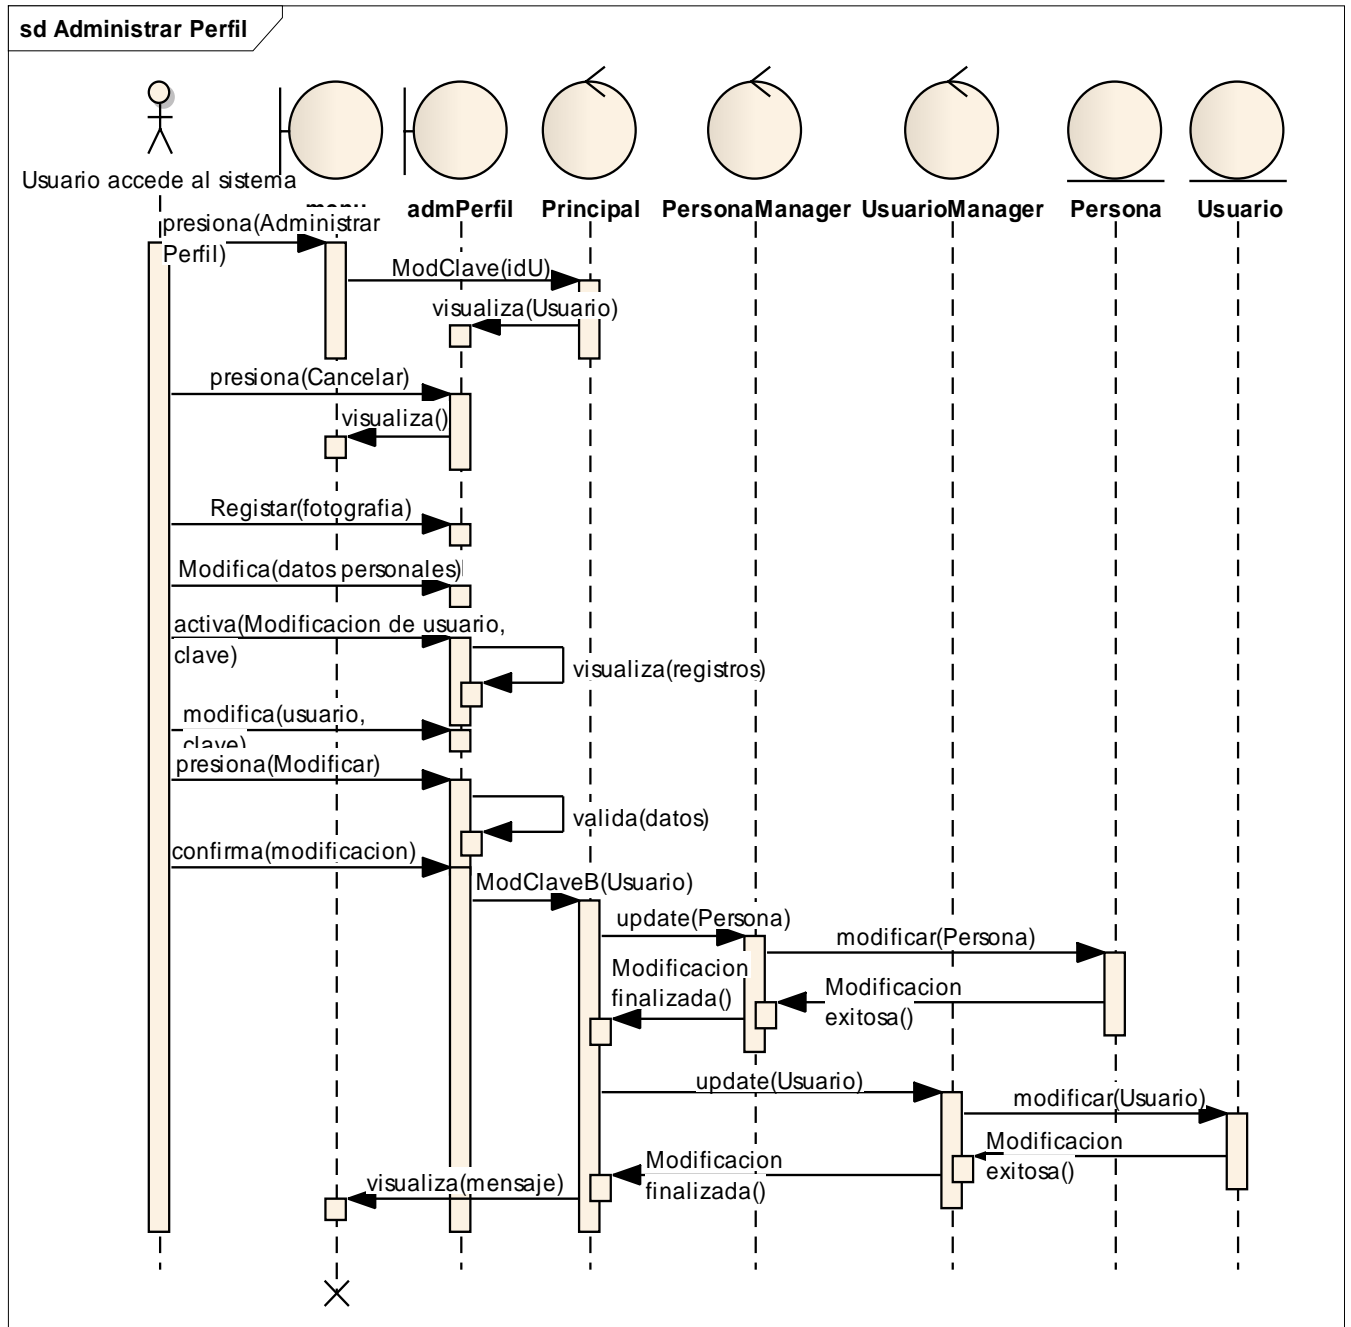 sd Administrar Perfil
Usuario accede al sistema
admPerfil
Principal
PersonaManager
UsuarioManager
Persona
Usuario
presiona(Administrar
Perfil)
ModClave(idU)
visualiza(Usuario)
presiona(Cancelar)
visualiza()
Registar(fotografia)
Modifica(datos personales)
activa(Modificacion de usuario,
clave)
visualiza(registros)
modifica(usuario,
clave)
presiona(Modificar)
valida(datos)
confirma(modificacion)
ModClaveB(Usuario)
update(Persona)
modificar(Persona)
Modificacion
finalizada()
Modificacion
exitosa()
update(Usuario)
modificar(Usuario)
Modificacion
exitosa()
Modificacion
finalizada()
visualiza(mensaje)